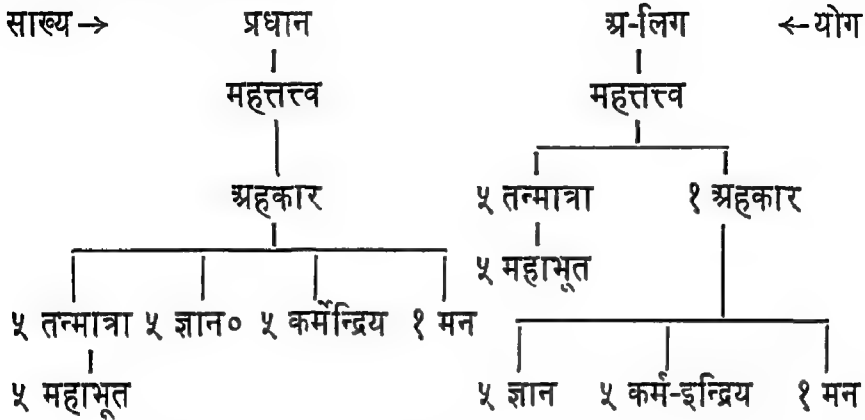 साख्य → प्रधान अ-लिग ← योग
महत्तत्त्व महत्तत्त्व
अहकार ५ तन्मात्रा १ अहकार
५ महाभूत
५ तन्मात्रा ५ ज्ञान० ५ कर्मेन्द्रिय १ मन
५ महाभूत ५ ज्ञान ५ कर्म-इन्द्रिय १ मन